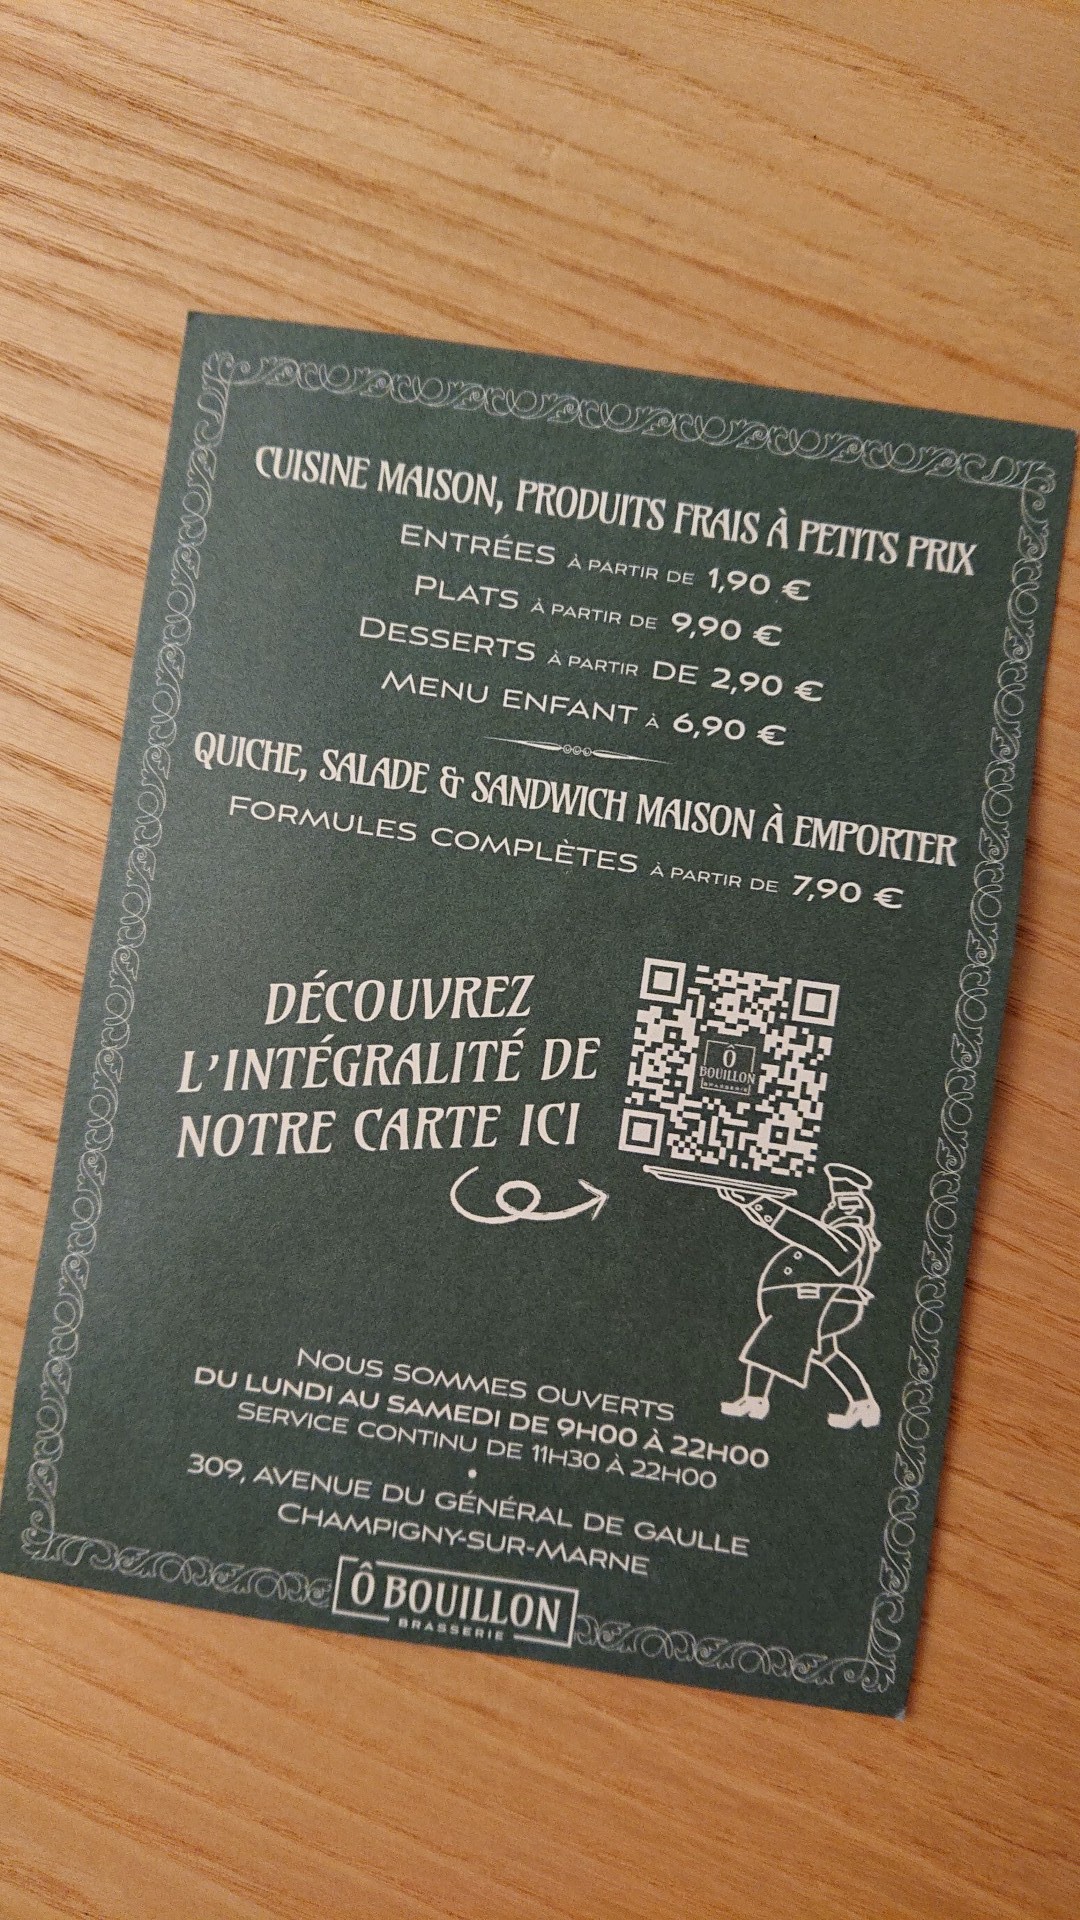 CUISINE MAISON, PRODUITS FRAIS À PETITS PRIX
ENTRÉES À PARTIR DE 1,90 €
PLATS À PARTIR DE 9,90 €
DESSERTS À PARTIR DE 2,90 €
MENU ENFANT À 6,90 €
QUICHE, SALADE & SANDWICH MAISON À EMPORTER
FORMULES COMPLÈTES À PARTIR DE 7,90 €
DÉCOUVREZ
L'INTÉGRALITÉ DE
NOTRE CARTE ICI
Ô
BOUILLON
BRASSERIE
NOUS SOMMES OUVERTS
DU LUNDI AU SAMEDI DE 9H00 À 22H00
SERVICE CONTINU DE 11H30 À 22H00
309, AVENUE DU GÉNÉRAL DE GAULLE
CHAMPIGNY-SUR-MARNE
Ô BOUILLON
BRASSERIE